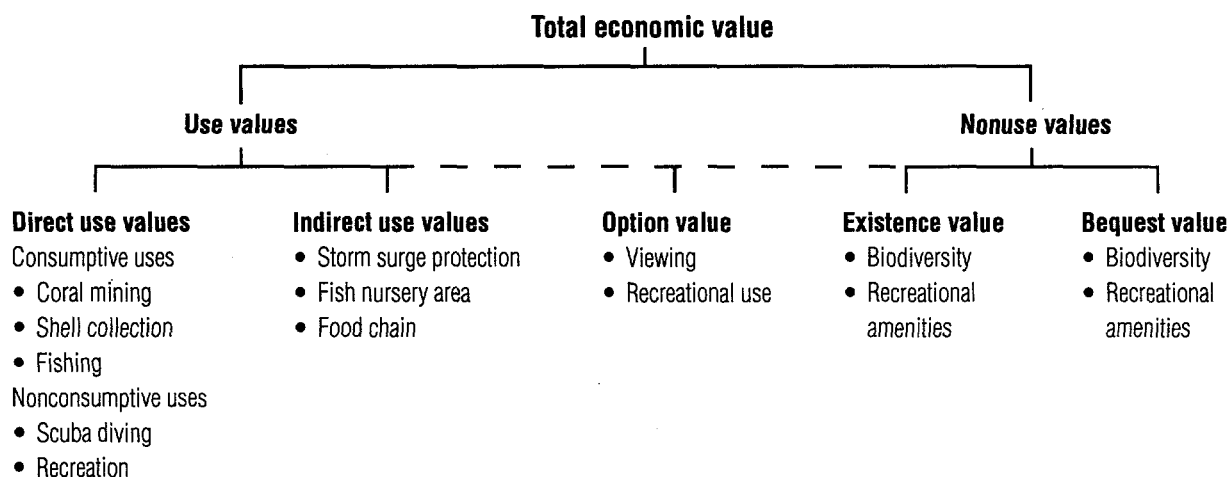 Total economic value
Use values
Nonuse values
Direct use values
Consumptive uses
• Coral mining
• Shell collection
• Fishing
Nonconsumptive uses
• Scuba diving
• Recreation
Indirect use values
• Storm surge protection
• Fish nursery area
• Food chain
Option value
• Viewing
• Recreational use
Existence value
• Biodiversity
• Recreational
amenities
Bequest value
• Biodiversity
• Recreational
amenities